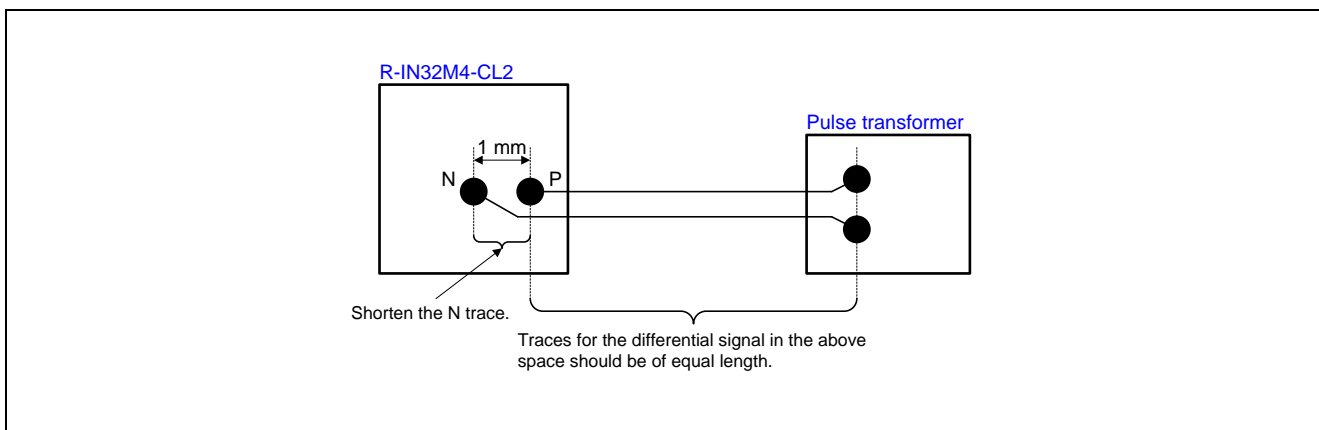 R-IN32M4-CL2
Pulse transformer
1 mm
N
P
Shorten the N trace.
Traces for the differential signal in the above
space should be of equal length.